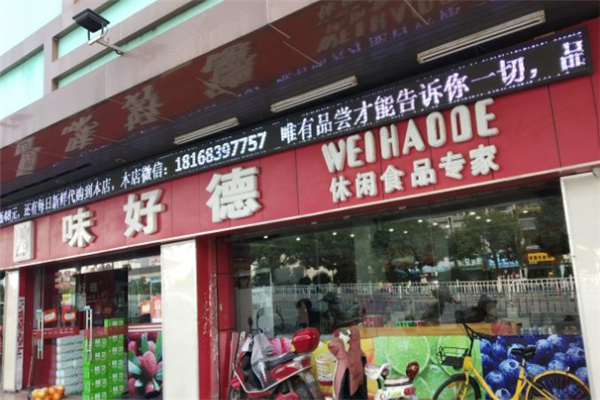 还有每日新鲜代购到本店,本店微信:18168397757 唯有品尝才能告诉你一切,品
味好德
WEIHAODE
休闲食品专家